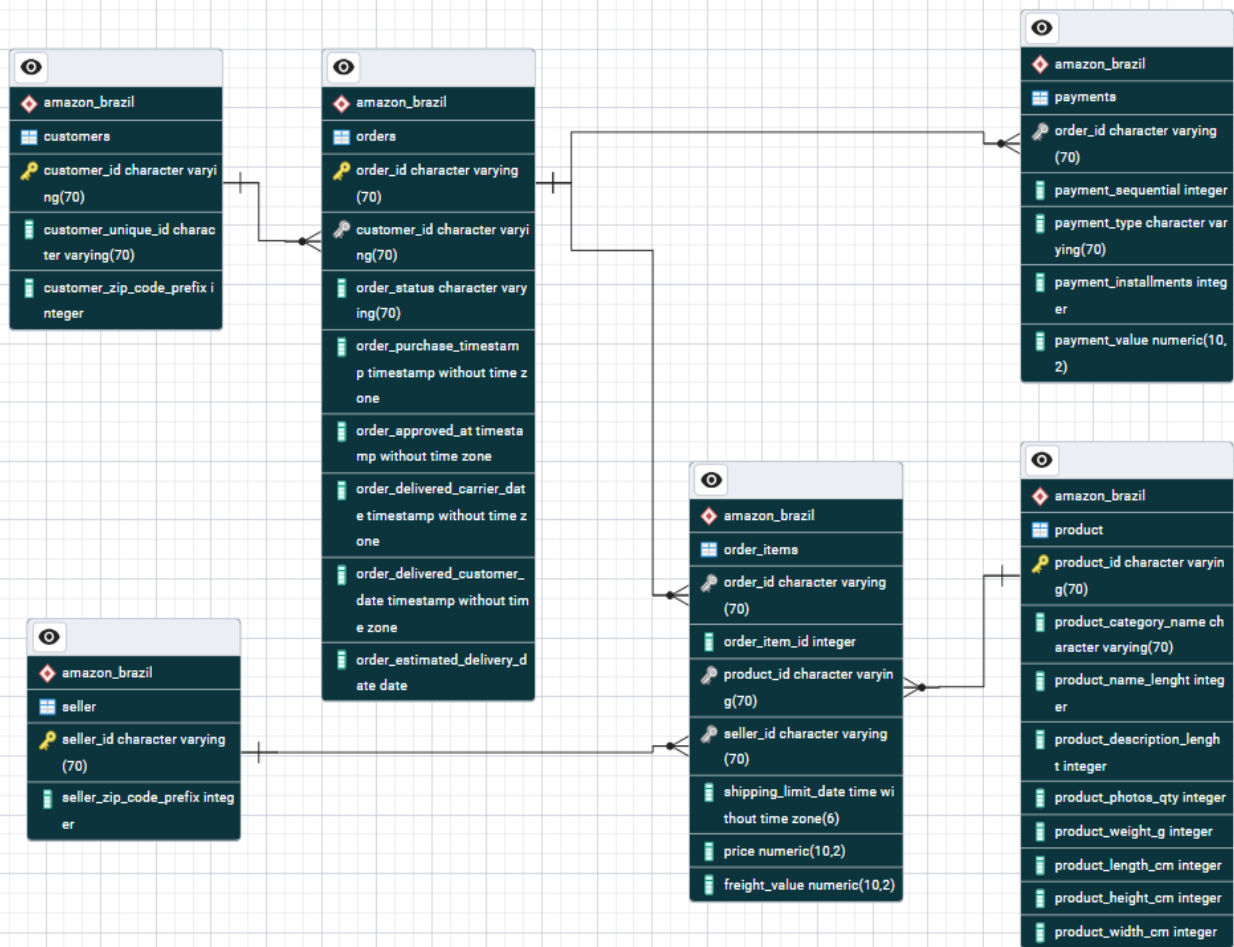 amazon_brazil
customers
customer_id character varyi
ng(70)
customer_unique_id charac
ter varying(70)
customer_zip_code_prefix i
nteger
amazon_brazil
orders
order_id character varying
(70)
customer_id character varyi
ng(70)
order_status character vary
ing(70)
order_purchase_timestam
p timestamp without time z
one
order_approved_at timesta
mp without time zone
order_delivered_carrier_dat
e timestamp without time z
one
order_delivered_customer_
date timestamp without tim
e zone
order_estimated_delivery_d
ate date
amazon_brazil
payments
order_id character varying
(70)
payment_sequential integer
payment_type character var
ying(70)
payment_installments integ
er
payment_value numeric(10,
2)
amazon_brazil
seller
seller_id character varying
(70)
seller_zip_code_prefix integ
er
amazon_brazil
order_items
order_id character varying
(70)
order_item_id integer
product_id character varyin
g(70)
seller_id character varying
(70)
shipping_limit_date time wi
thout time zone(6)
price numeric(10,2)
freight_value numeric(10,2)
amazon_brazil
product
product_id character varyin
g(70)
product_category_name ch
aracter varying(70)
product_name_lenght integ
er
product_description_lengh
t integer
product_photos_qty integer
product_weight_g integer
product_length_cm integer
product_height_cm integer
product_width_cm integer